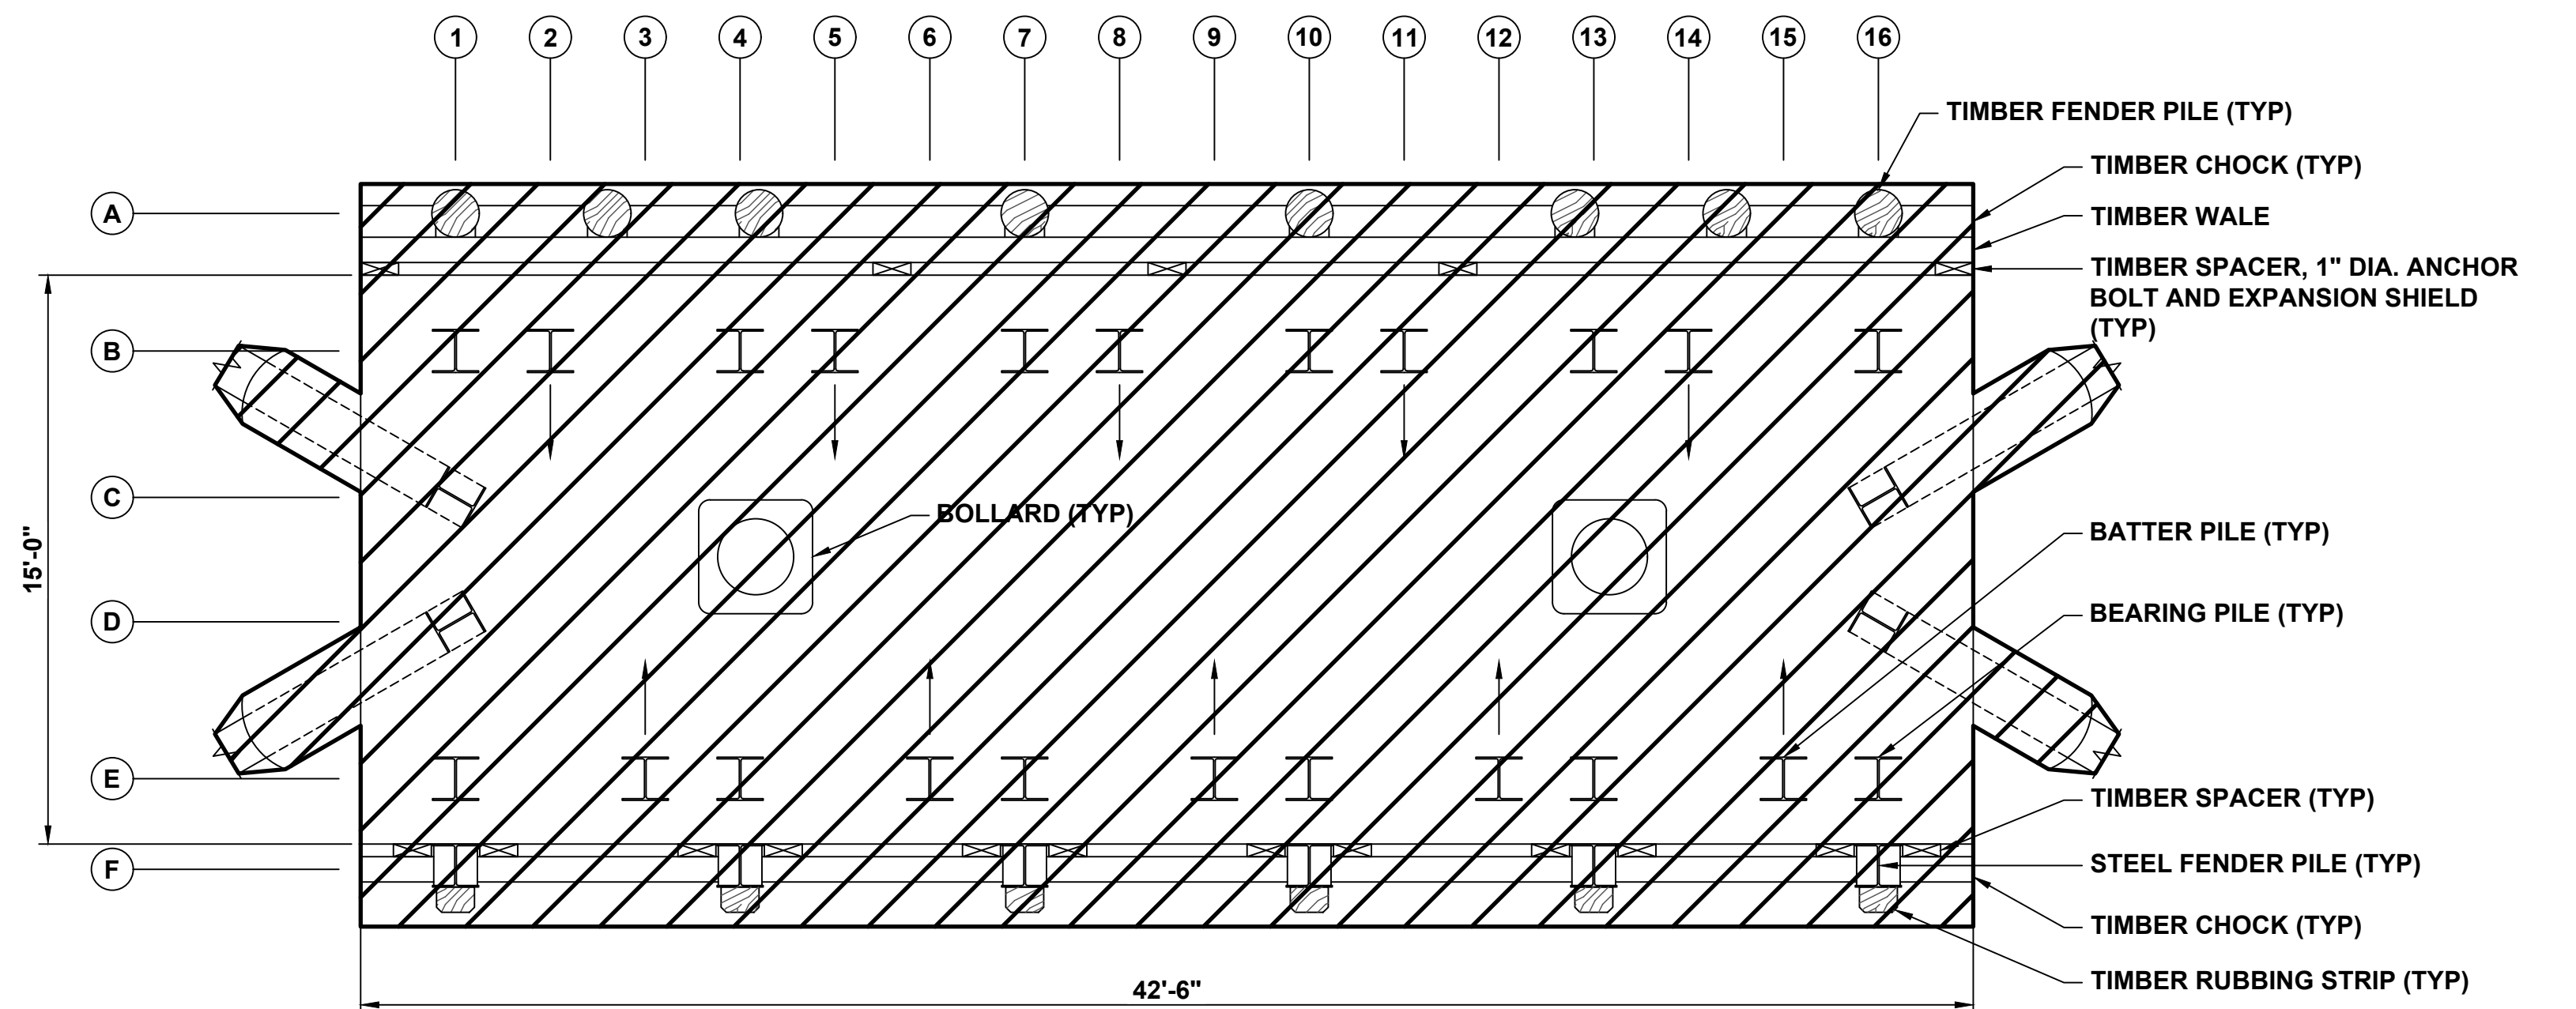 1 2 3 4 5 6 7 8 9 10 11 12 13 14 15 16
TIMBER FENDER PILE (TYP)
TIMBER CHOCK (TYP)
A
TIMBER WALE
TIMBER SPACER, 1" DIA. ANCHOR
BOLT AND EXPANSION SHIELD
(TYP)
B
C
BOLLARD (TYP)
BATTER PILE (TYP)
15'-0"
BEARING PILE (TYP)
D
E
TIMBER SPACER (TYP)
STEEL FENDER PILE (TYP)
F
TIMBER CHOCK (TYP)
TIMBER RUBBING STRIP (TYP)
42'-6"